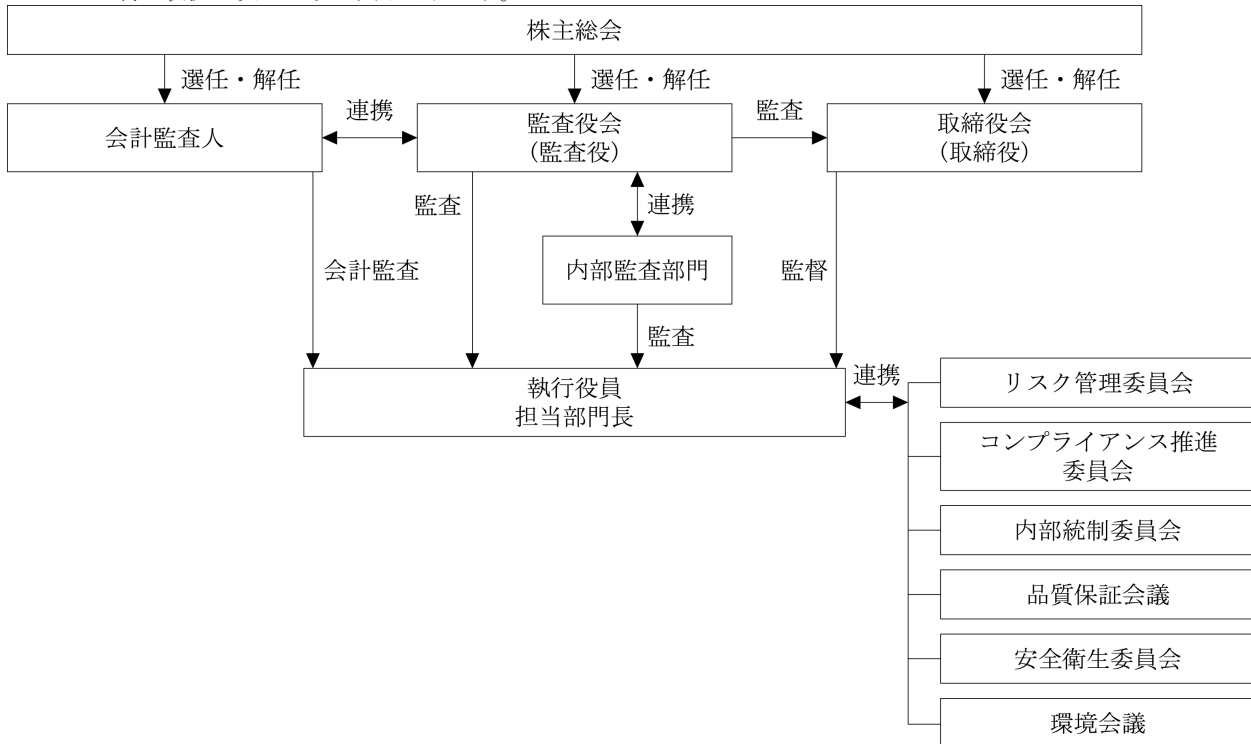 株主総会
選任・解任
選任・解任
選任・解任
会計監査人
連携
監査役会
(監査役)
監査
取締役会
(取締役)
会計監査
監査
連携
内部監査部門
監査
監督
執行役員
担当部門長
連携
リスク管理委員会
コンプライアンス推進
委員会
内部統制委員会
品質保証会議
安全衛生委員会
環境会議